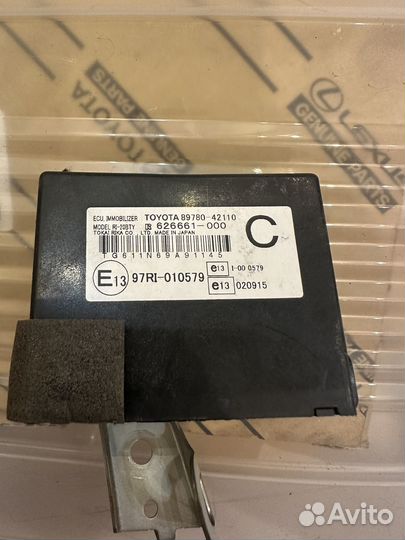 TOYOTA
GENUINE PARTS
LEXUS
GENUINE PARTS
ECU, IMMOBILIZER TOYOTA 89780-42110
MODEL RI-20BTY 626661-000
TOKAI RIKA CO., LTD. MADE IN JAPAN
C
TG611N69A91145
E13 97RI-010579
e13 1-00 0579
e13 020915
Avito